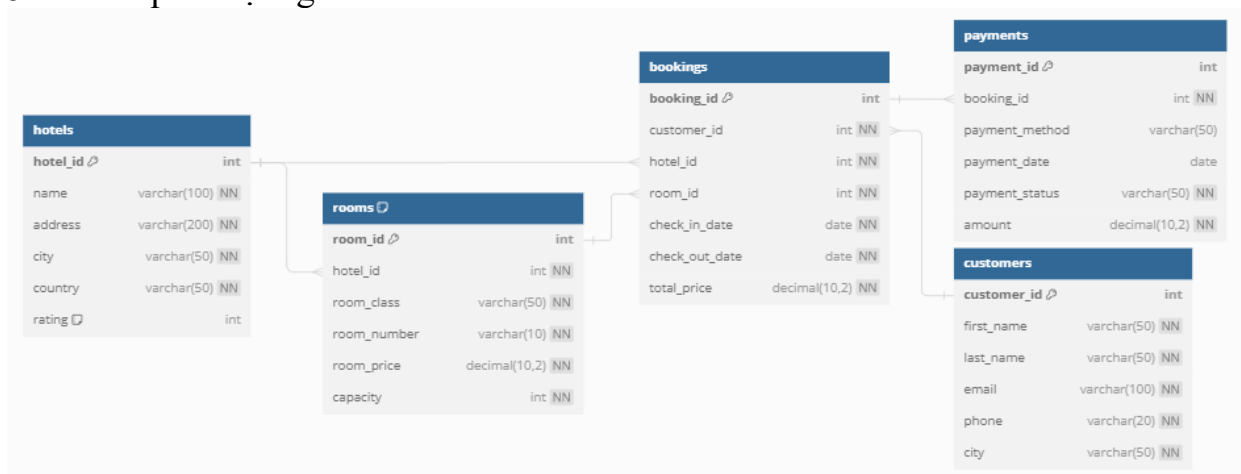 hotels
hotel_id int
name varchar(100) NN
address varchar(200) NN
city varchar(50) NN
country varchar(50) NN
rating int
rooms
room_id int
hotel_id int NN
room_class varchar(50) NN
room_number varchar(10) NN
room_price decimal(10,2) NN
capacity int NN
bookings
booking_id int
customer_id int NN
hotel_id int NN
room_id int NN
check_in_date date NN
check_out_date date NN
total_price decimal(10,2) NN
payments
payment_id int
booking_id int NN
payment_method varchar(50)
payment_date date
payment_status varchar(50) NN
amount decimal(10,2) NN
customers
customer_id int
first_name varchar(50) NN
last_name varchar(50) NN
email varchar(100) NN
phone varchar(20) NN
city varchar(50) NN